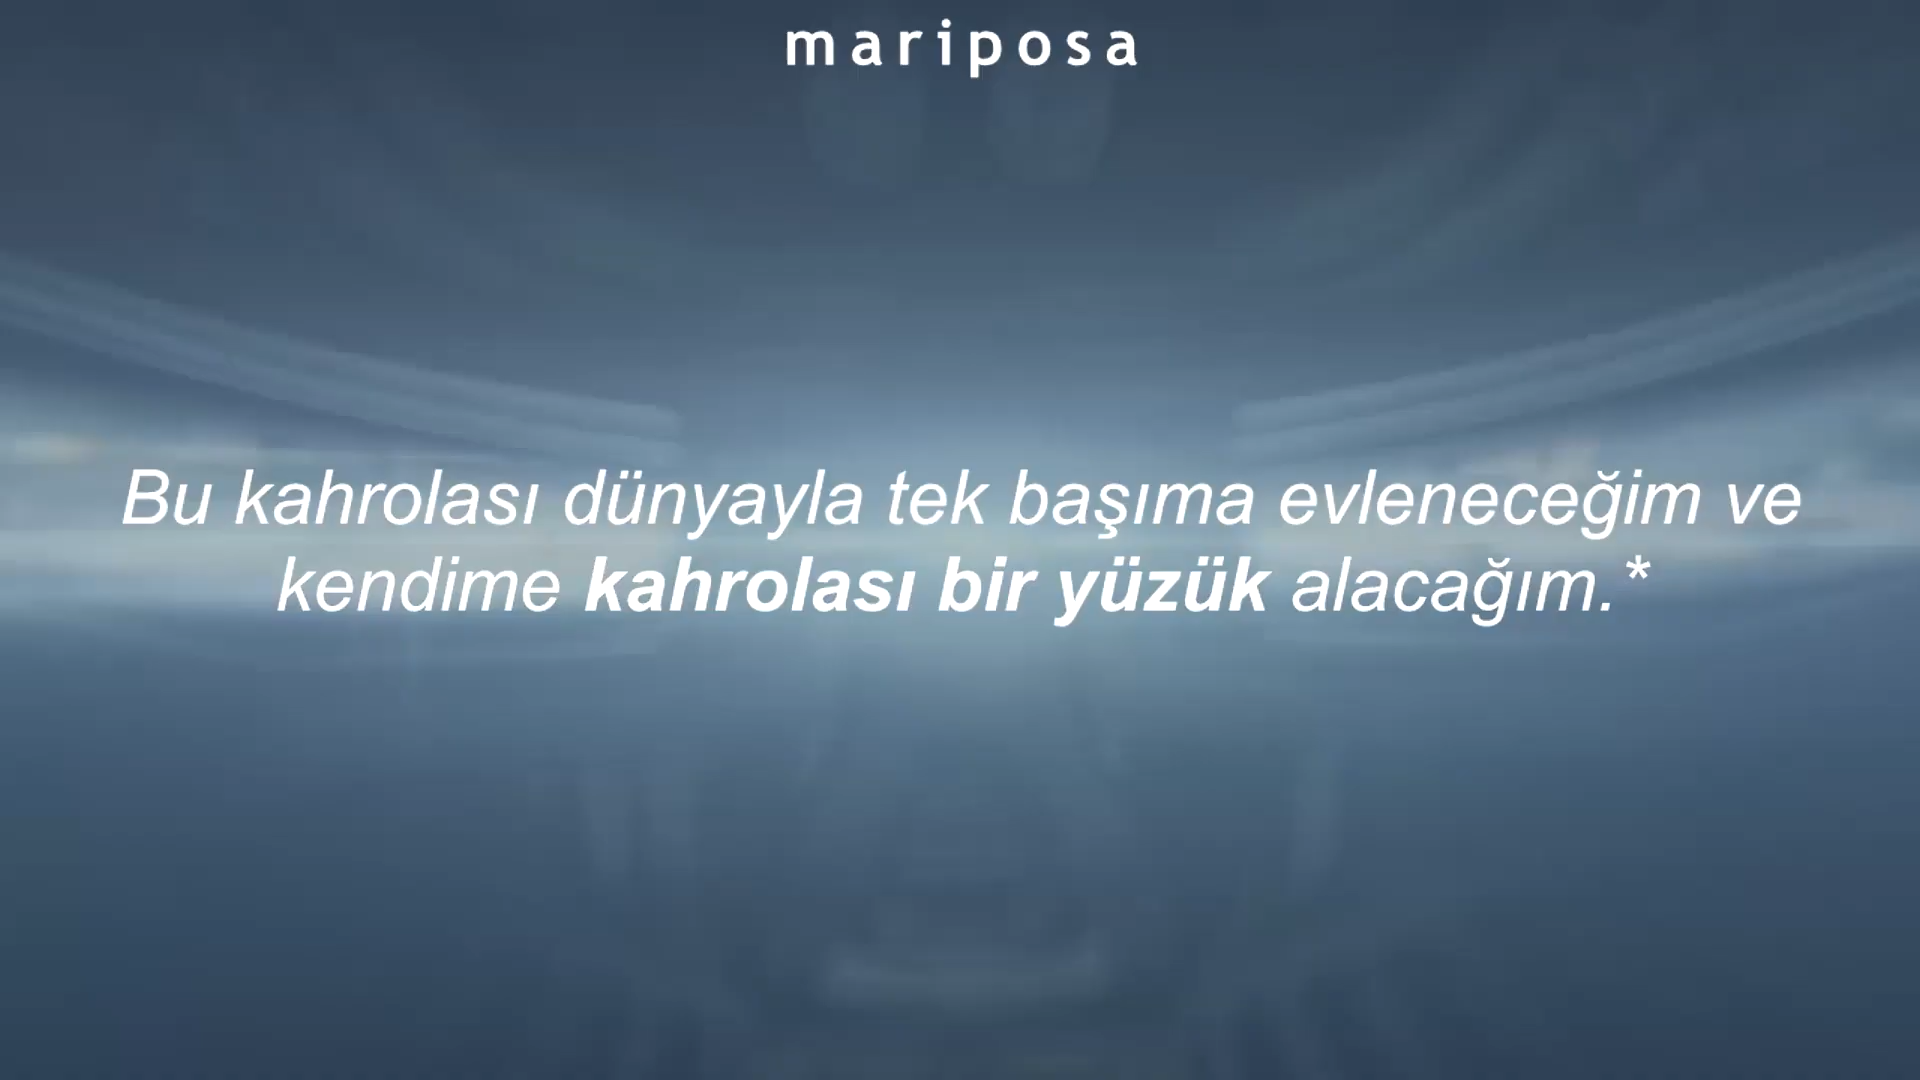 mariposa
Bu kahrolası dünyayla tek başıma evleneceğim ve
kendime kahrolası bir yüzük alacağım.*